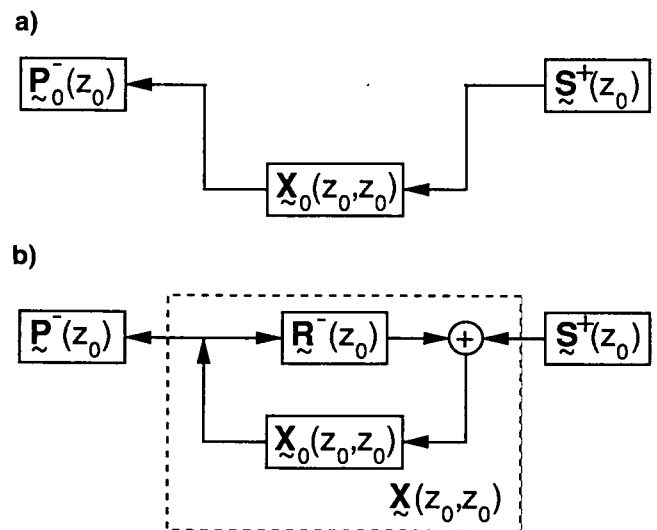 a)
P̰₀⁻(z₀)
S̰⁺(z₀)
X̰₀(z₀,z₀)
b)
P̰⁻(z₀)
R̰⁻(z₀)
+
S̰⁺(z₀)
X̰₀(z₀,z₀)
X̰(z₀,z₀)